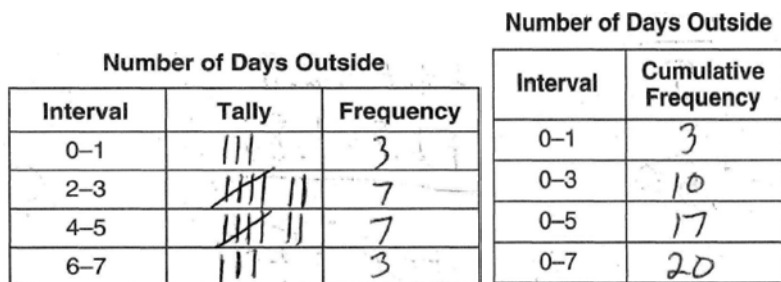 Number of Days Outside
Interval Tally Frequency
0–1 ||| 3
2–3 |||| || 7
4–5 |||| || 7
6–7 ||| 3
Number of Days Outside
Interval Cumulative Frequency
0–1 3
0–3 10
0–5 17
0–7 20